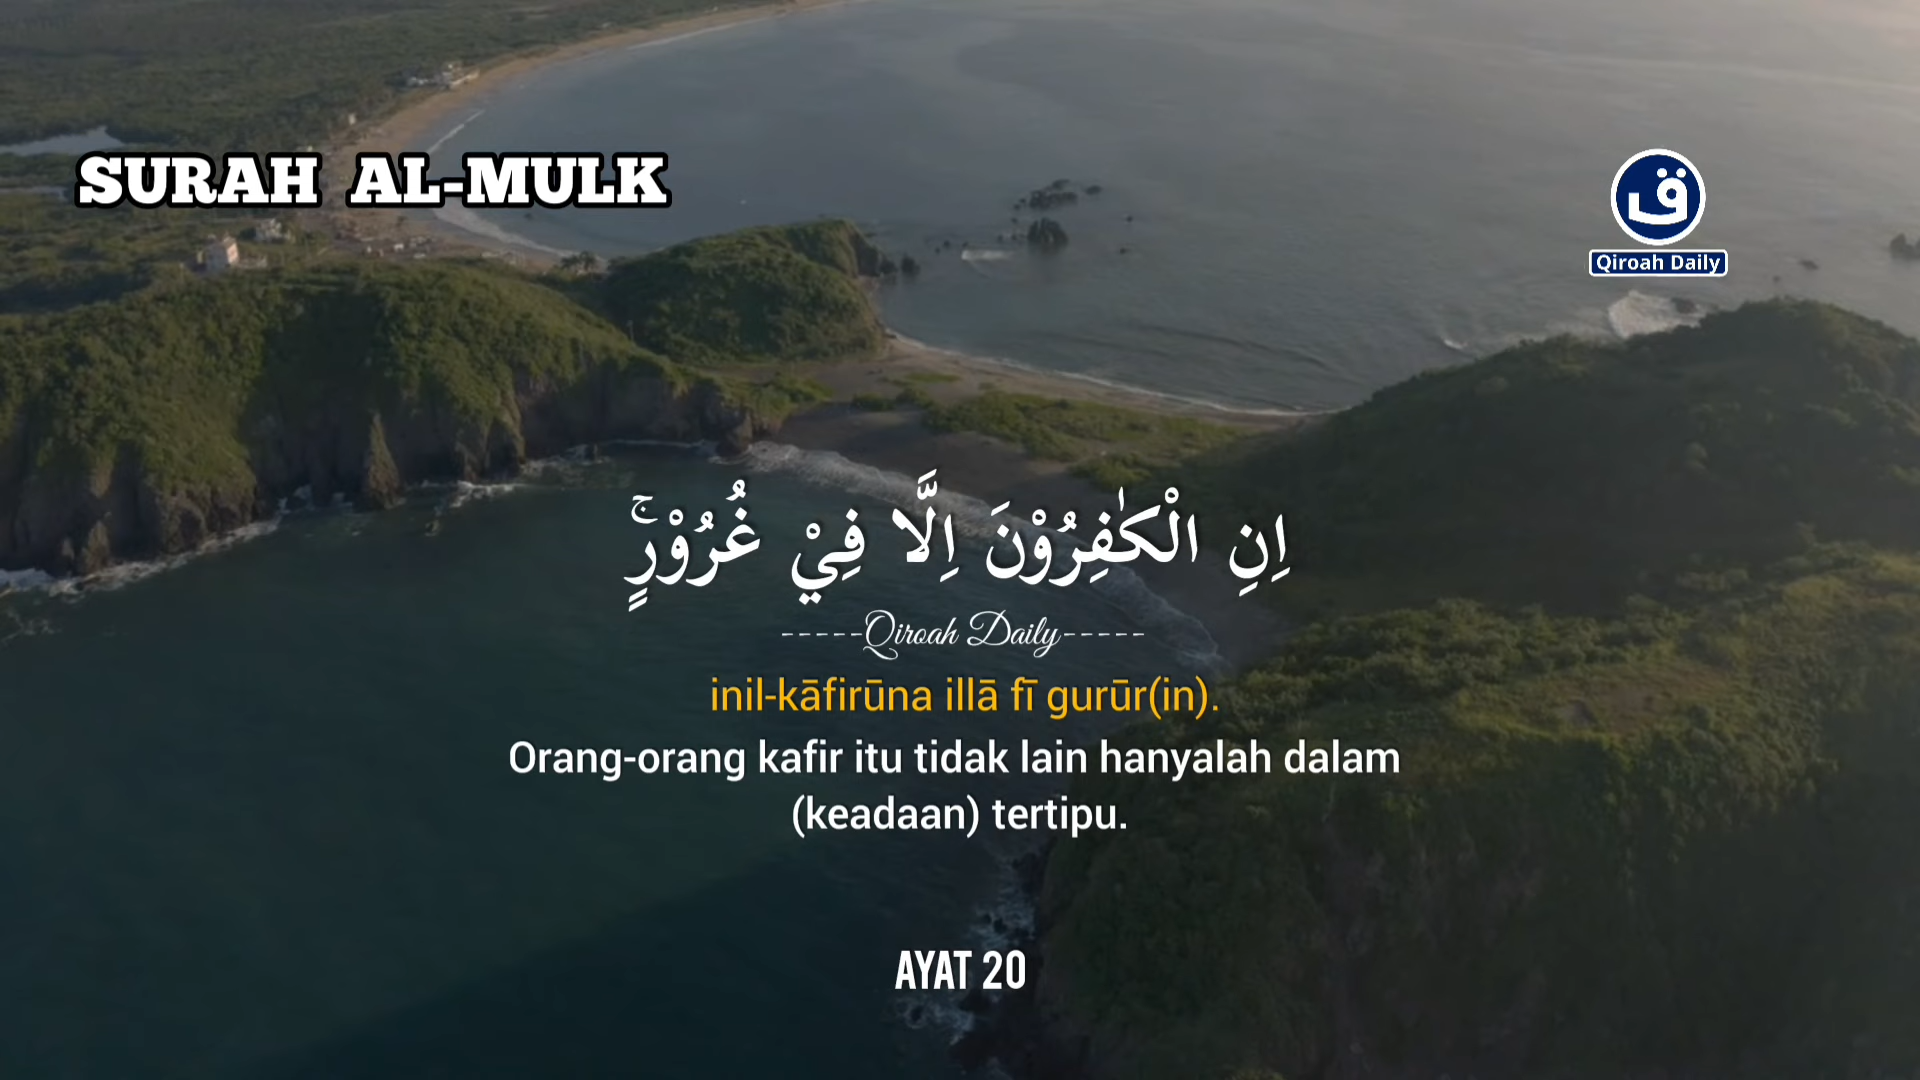 SURAH AL-MULK
ق
Qiroah Daily
اِنِ الْكٰفِرُوْنَ اِلَّا فِيْ غُرُوْرٍۚ
-----Qiroah Daily-----
inil-kāfirūna illā fī gurūr(in).
Orang-orang kafir itu tidak lain hanyalah dalam
(keadaan) tertipu.
AYAT 20